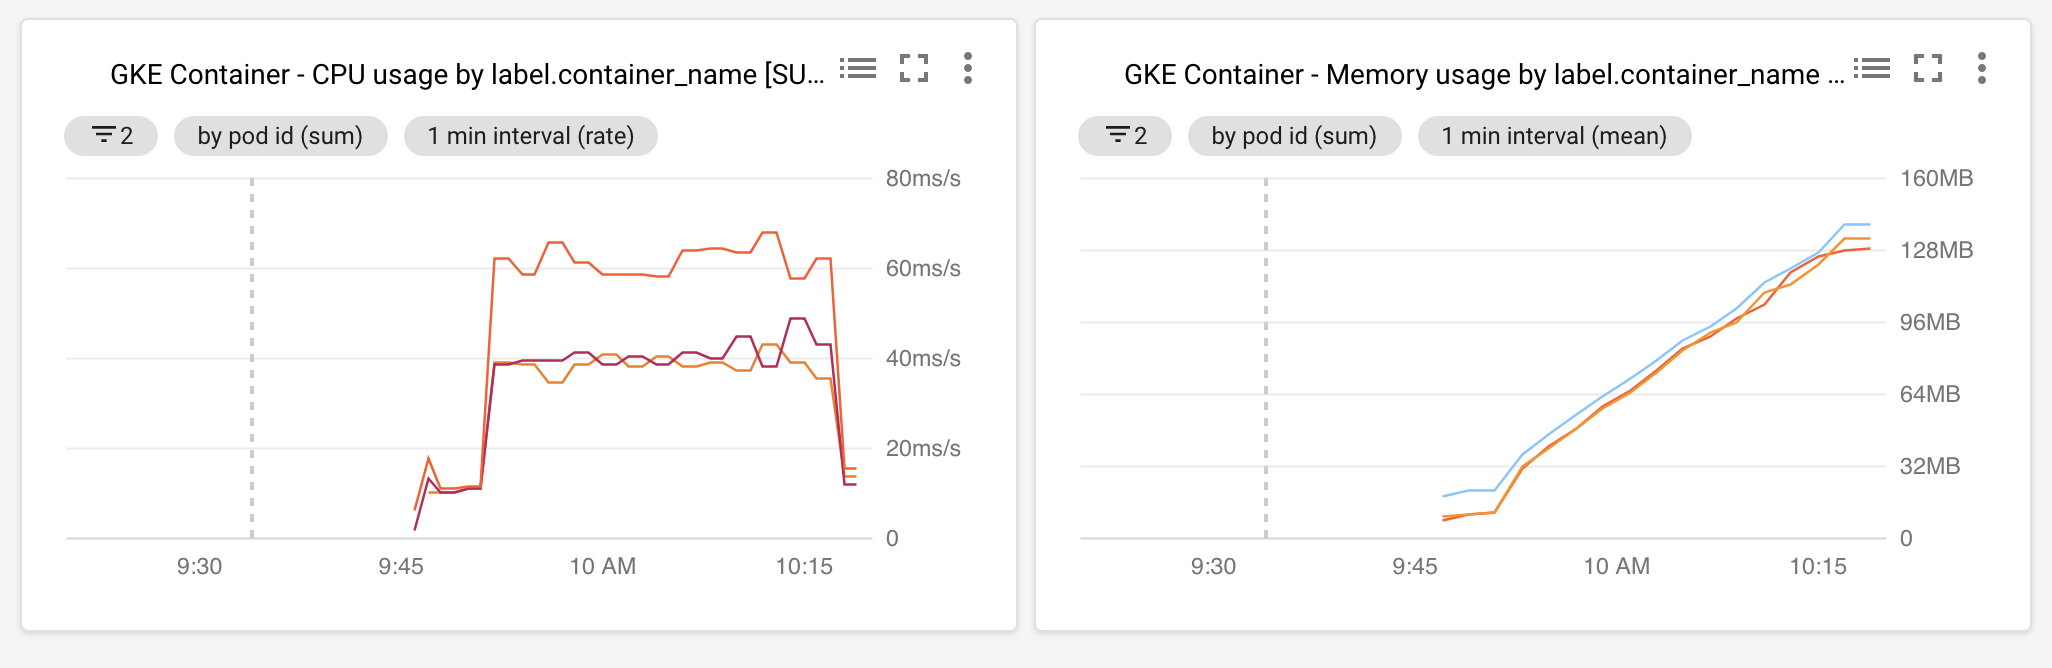 GKE Container - CPU usage by label.container_name [SU...
2
by pod id (sum)
1 min interval (rate)
80ms/s
60ms/s
40ms/s
20ms/s
0
9:30
9:45
10 AM
10:15
GKE Container - Memory usage by label.container_name ...
2
by pod id (sum)
1 min interval (mean)
160MB
128MB
96MB
64MB
32MB
0
9:30
9:45
10 AM
10:15